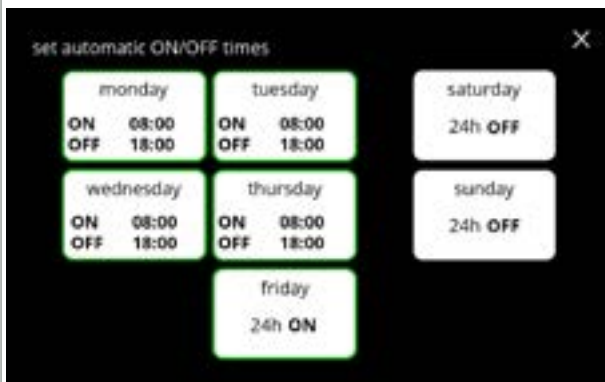 set automatic ON/OFF times
monday
ON 08:00
OFF 18:00
tuesday
ON 08:00
OFF 18:00
wednesday
ON 08:00
OFF 18:00
thursday
ON 08:00
OFF 18:00
friday
24h ON
saturday
24h OFF
sunday
24h OFF